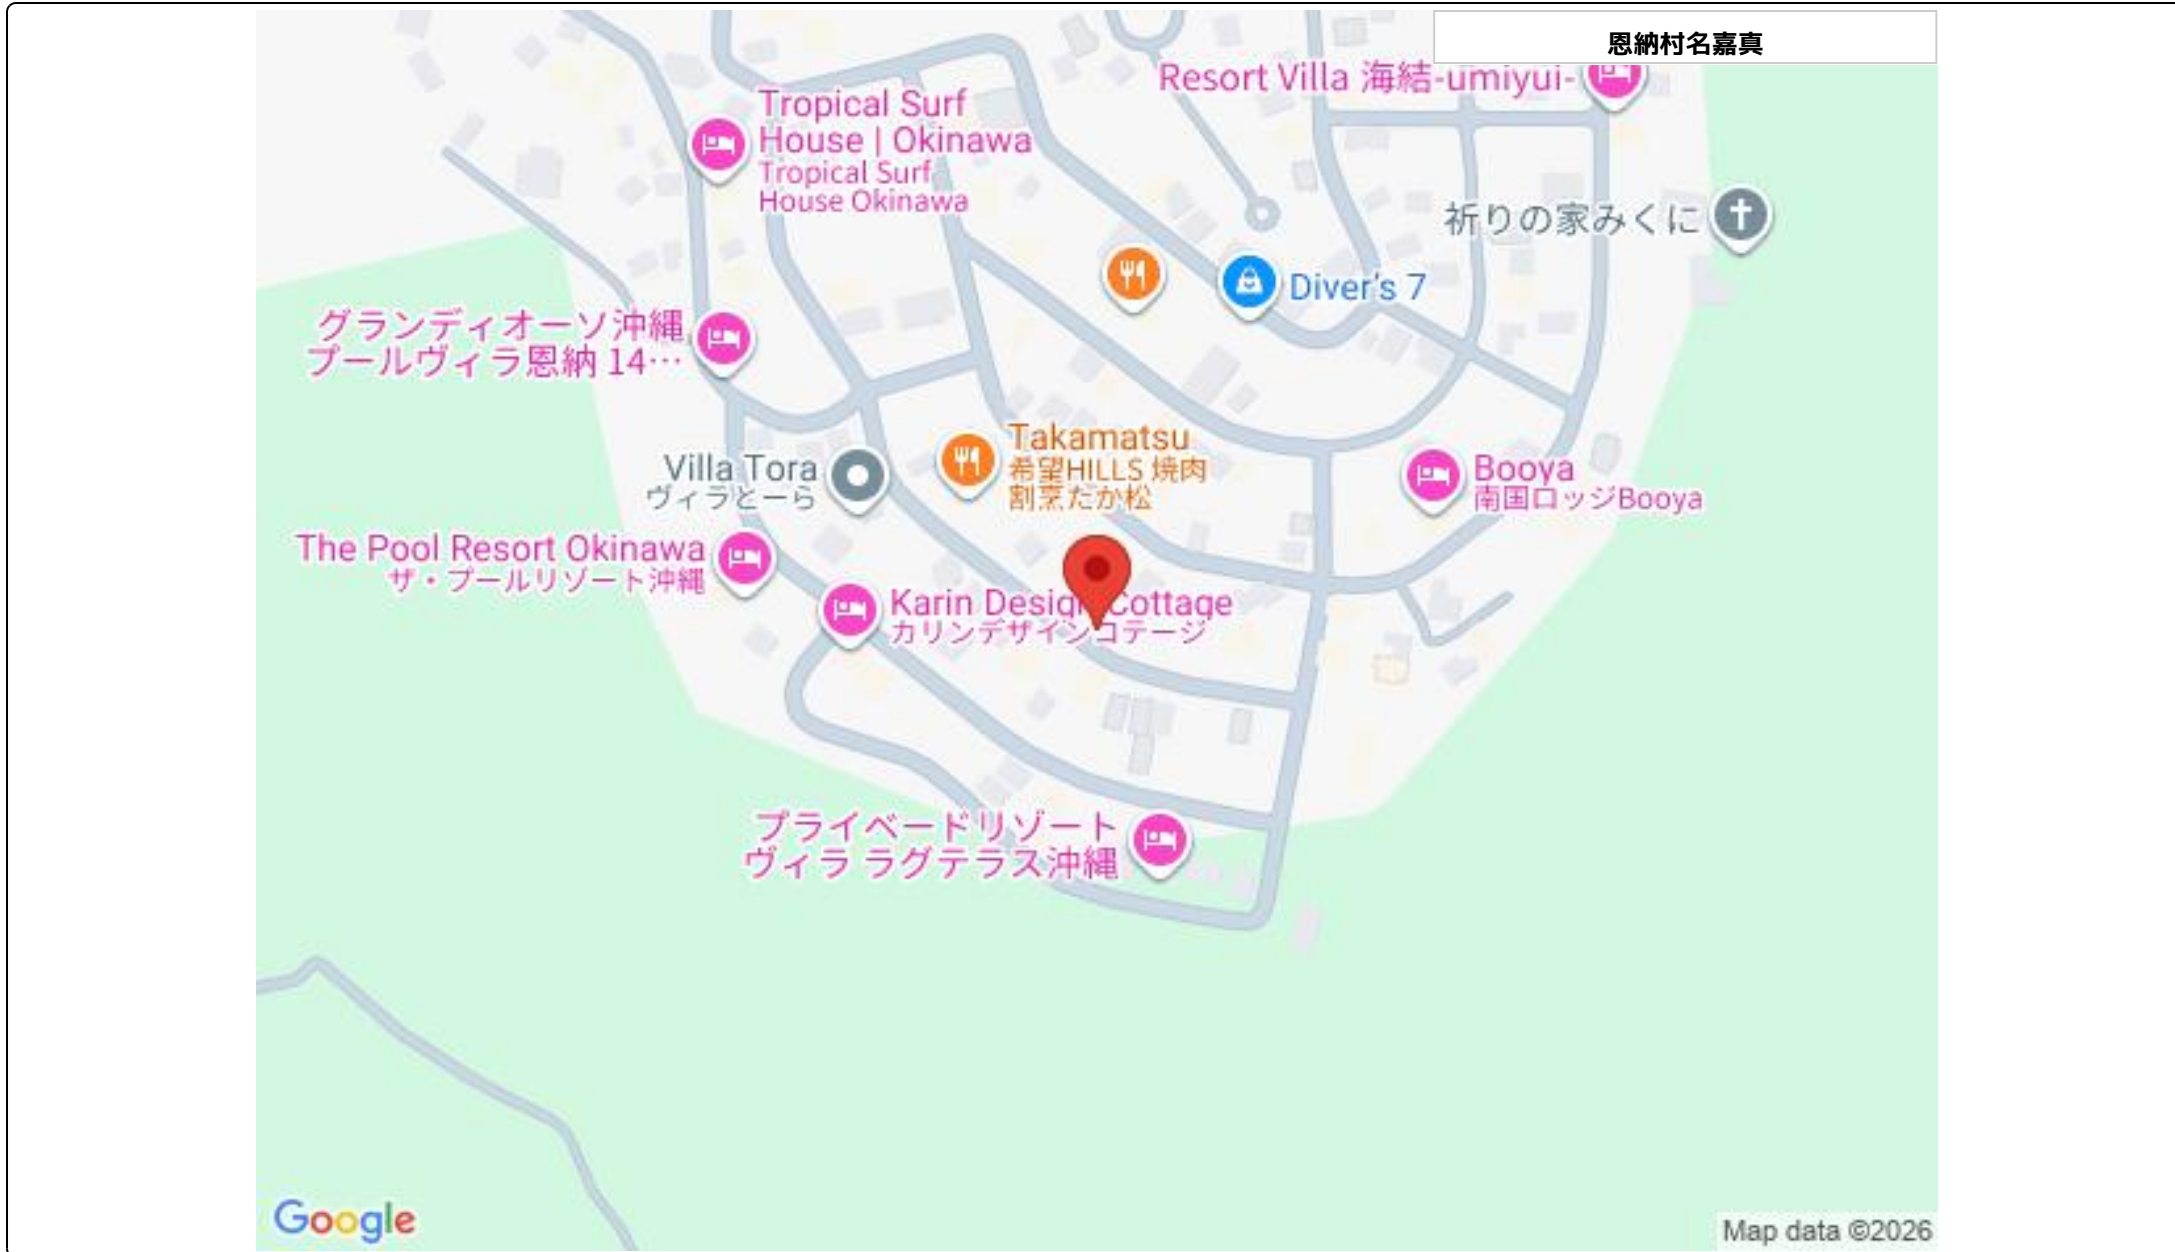 恩納村名嘉真
Resort Villa 海結-umiyui-
Tropical Surf
House | Okinawa
Tropical Surf
House Okinawa
祈りの家みくに
Diver's 7
グランディオーソ沖縄
プールヴィラ恩納 14…
Takamatsu
希望HILLS 焼肉
割烹たか松
Villa Tora
ヴィラとーら
Booya
南国ロッジBooya
The Pool Resort Okinawa
ザ・プールリゾート沖縄
Karin Design Cottage
カリンデザインコテージ
プライベードリゾート
ヴィラ ラグテラス沖縄
Google
Map data ©2026